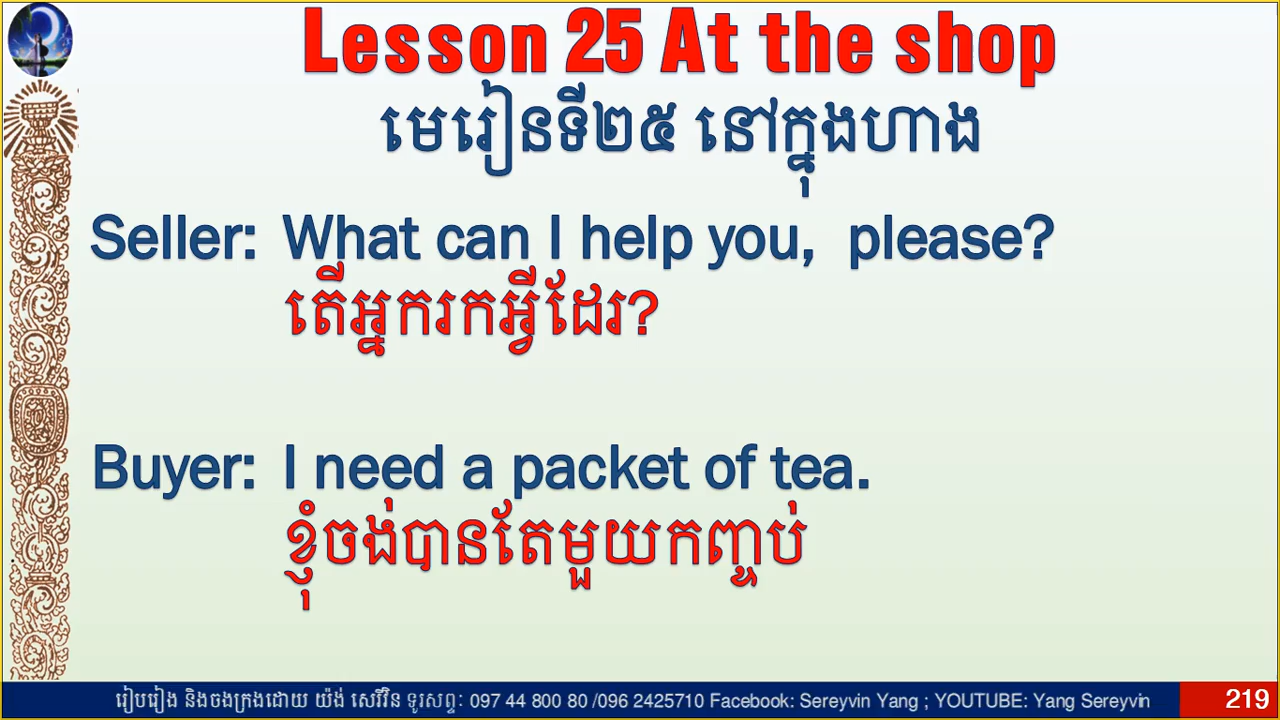 Lesson 25 At the shop
មេរៀនទី២៥ នៅក្នុងហាង
Seller: What can I help you, please?
តើអ្នករកអ្វីដែរ?
Buyer: I need a packet of tea.
ខ្ញុំចង់បានតែមួយកញ្ចប់
រៀបរៀង និងចងក្រងដោយ យ៉ង់ សេរីវិន ទូរសព្ទ: 097 44 800 80 /096 2425710 Facebook: Sereyvin Yang ; YOUTUBE: Yang Sereyvin
219